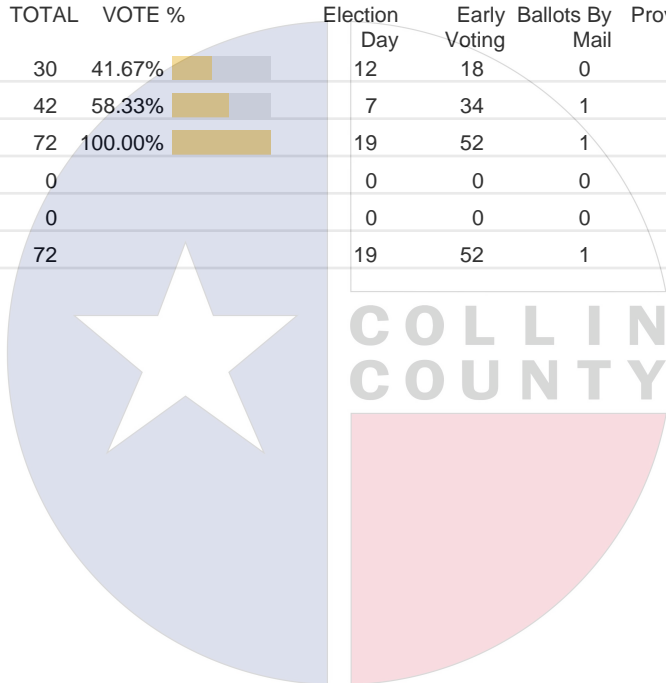 TOTAL VOTE % Election Day Early Voting Ballots By Mail Prov
30 41.67% 12 18 0
42 58.33% 7 34 1
72 100.00% 19 52 1
0 0 0 0
0 0 0 0
72 19 52 1
COLLIN
COUNTY